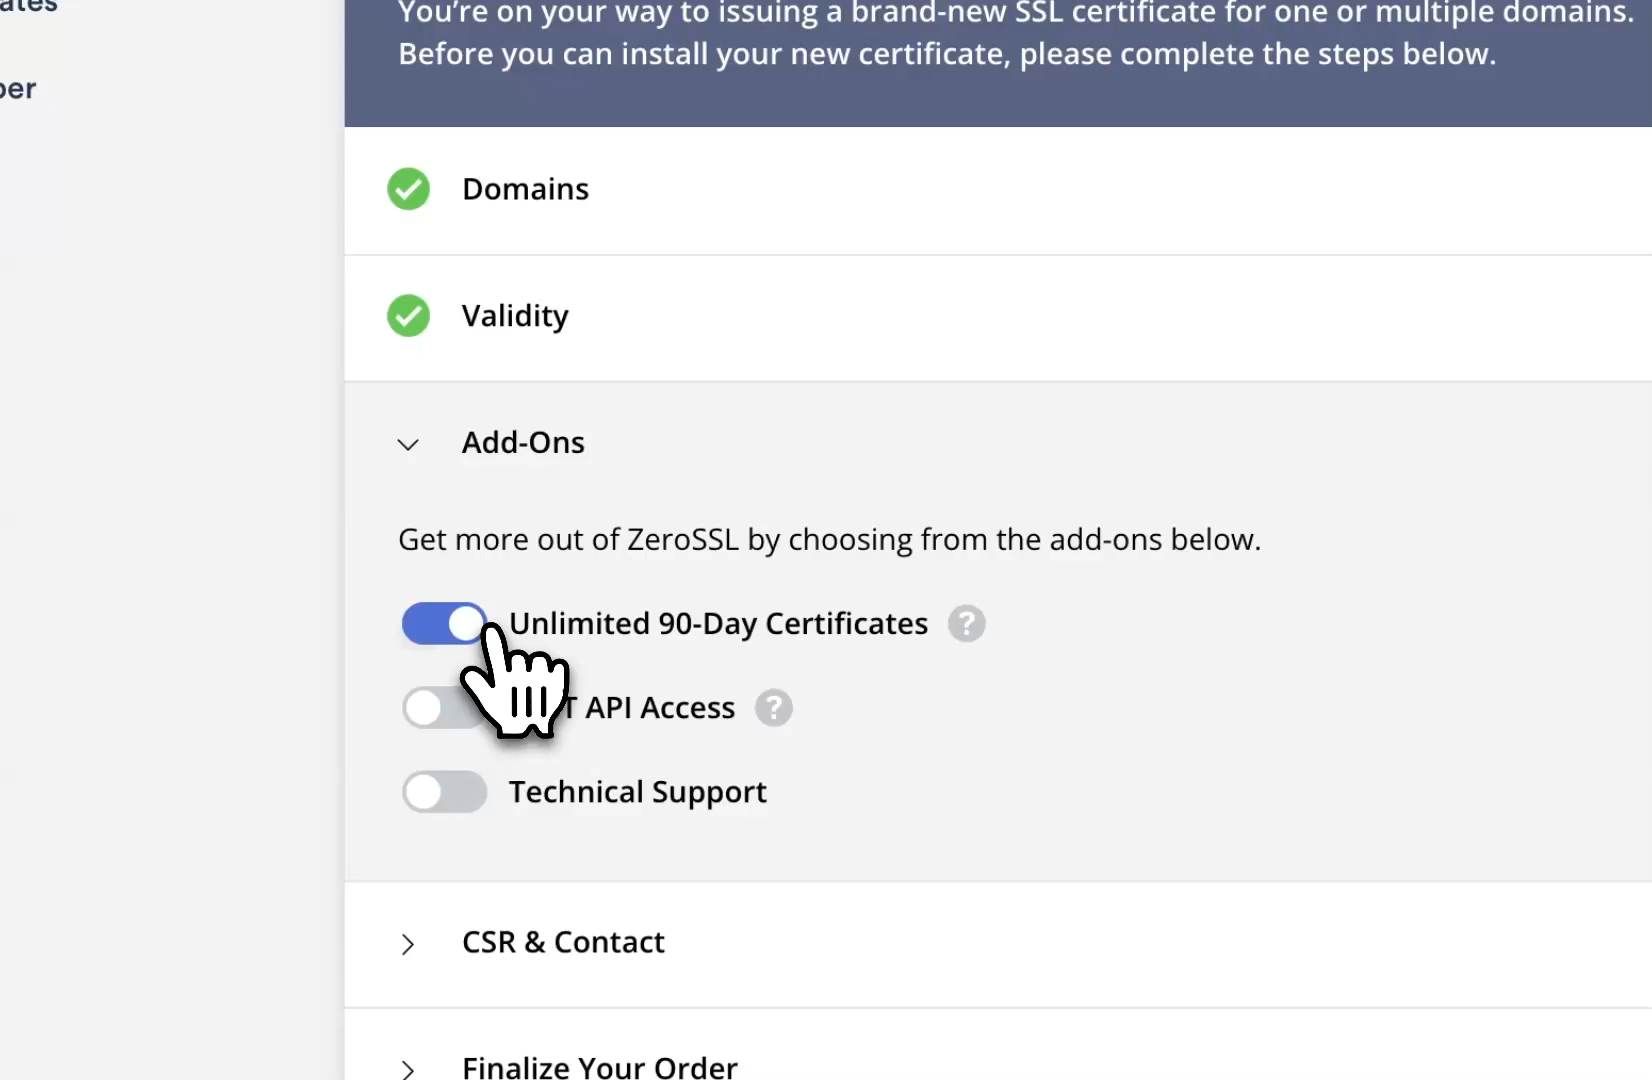 You're on your way to issuing a brand-new SSL certificate for one or multiple domains.
Before you can install your new certificate, please complete the steps below.
Domains
Validity
Add-Ons
Get more out of ZeroSSL by choosing from the add-ons below.
Unlimited 90-Day Certificates ?
API Access ?
Technical Support
CSR & Contact
Finalize Your Order